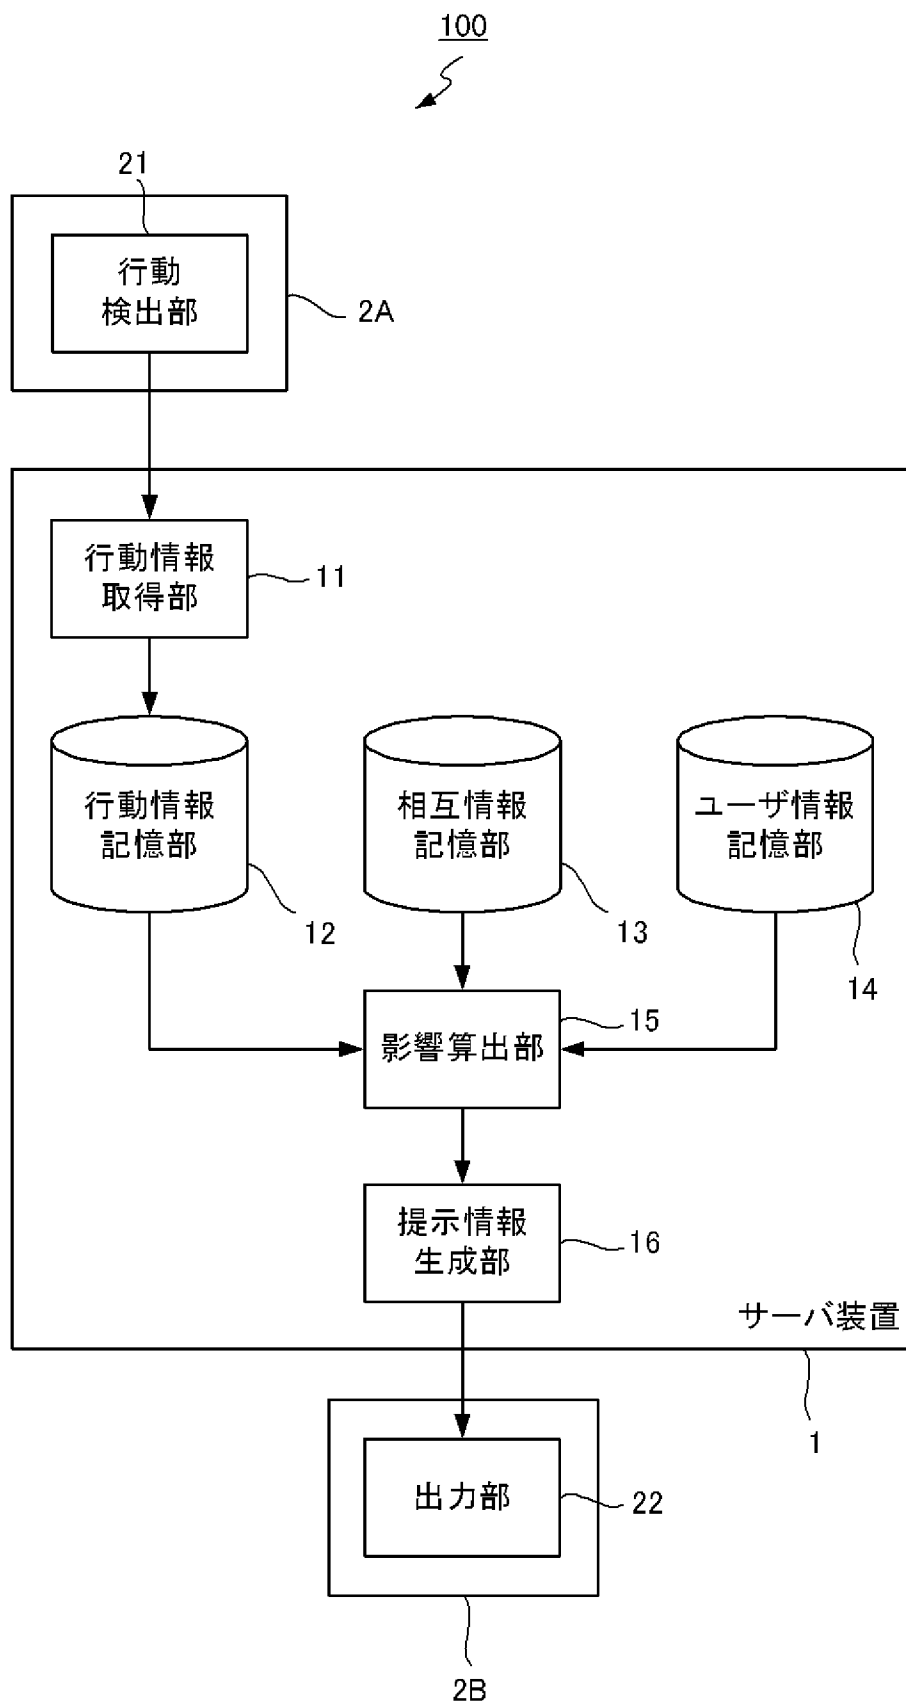 100
21
行動
検出部
2A
行動情報
取得部
11
行動情報
記憶部
相互情報
記憶部
ユーザ情報
記憶部
12
13
14
影響算出部
15
提示情報
生成部
16
サーバ装置
1
出力部
22
2B